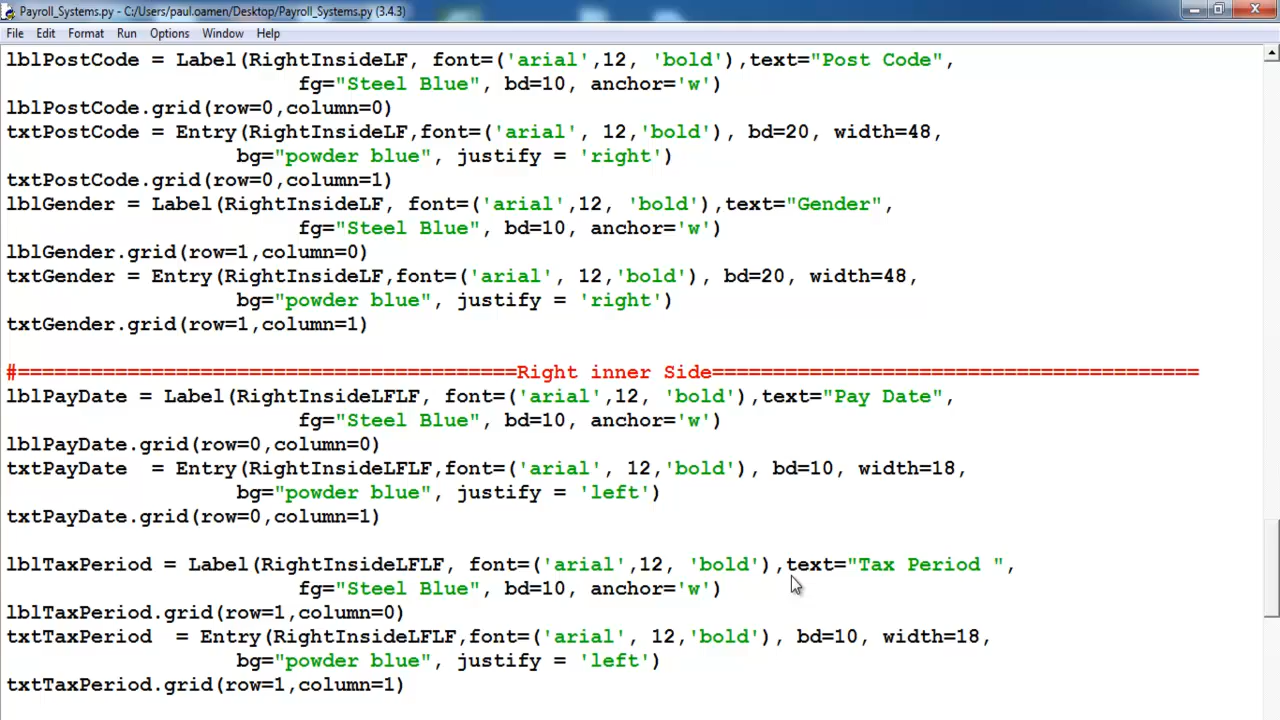 Payroll_Systems.py - C:/Users/paul.oamen/Desktop/Payroll_Systems.py (3.4.3)
File Edit Format Run Options Window Help
lblPostCode = Label(RightInsideLF, font=('arial',12, 'bold'),text="Post Code",
fg="Steel Blue", bd=10, anchor='w')
lblPostCode.grid(row=0,column=0)
txtPostCode = Entry(RightInsideLF,font=('arial', 12,'bold'), bd=20, width=48,
bg="powder blue", justify = 'right')
txtPostCode.grid(row=0,column=1)
lblGender = Label(RightInsideLF, font=('arial',12, 'bold'),text="Gender",
fg="Steel Blue", bd=10, anchor='w')
lblGender.grid(row=1,column=0)
txtGender = Entry(RightInsideLF,font=('arial', 12,'bold'), bd=20, width=48,
bg="powder blue", justify = 'right')
txtGender.grid(row=1,column=1)
#=========================================Right inner Side========================================
lblPayDate = Label(RightInsideLFLF, font=('arial',12, 'bold'),text="Pay Date",
fg="Steel Blue", bd=10, anchor='w')
lblPayDate.grid(row=0,column=0)
txtPayDate  = Entry(RightInsideLFLF,font=('arial', 12,'bold'), bd=10, width=18,
bg="powder blue", justify = 'left')
txtPayDate.grid(row=0,column=1)
lblTaxPeriod = Label(RightInsideLFLF, font=('arial',12, 'bold'),text="Tax Period ",
fg="Steel Blue", bd=10, anchor='w')
lblTaxPeriod.grid(row=1,column=0)
txtTaxPeriod  = Entry(RightInsideLFLF,font=('arial', 12,'bold'), bd=10, width=18,
bg="powder blue", justify = 'left')
txtTaxPeriod.grid(row=1,column=1)